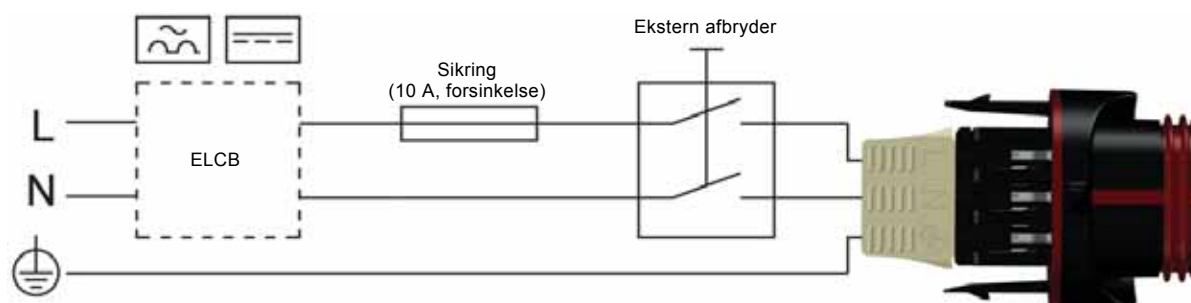 Ekstern afbryder
Sikring
(10 A, forsinkelse)
L
ELCB
N
L
N